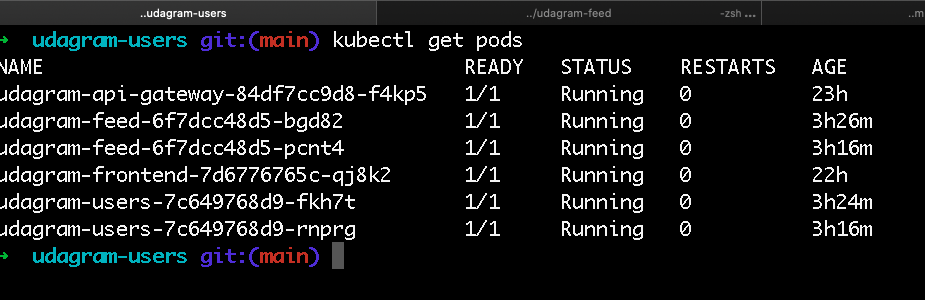 ..udagram-users ../udagram-feed -zsh ... ..m
➜ udagram-users git:(main) kubectl get pods
NAME READY STATUS RESTARTS AGE
udagram-api-gateway-84df7cc9d8-f4kp5 1/1 Running 0 23h
udagram-feed-6f7dcc48d5-bgd82 1/1 Running 0 3h26m
udagram-feed-6f7dcc48d5-pcnt4 1/1 Running 0 3h16m
udagram-frontend-7d6776765c-qj8k2 1/1 Running 0 22h
udagram-users-7c649768d9-fkh7t 1/1 Running 0 3h24m
udagram-users-7c649768d9-rnprg 1/1 Running 0 3h16m
➜ udagram-users git:(main)